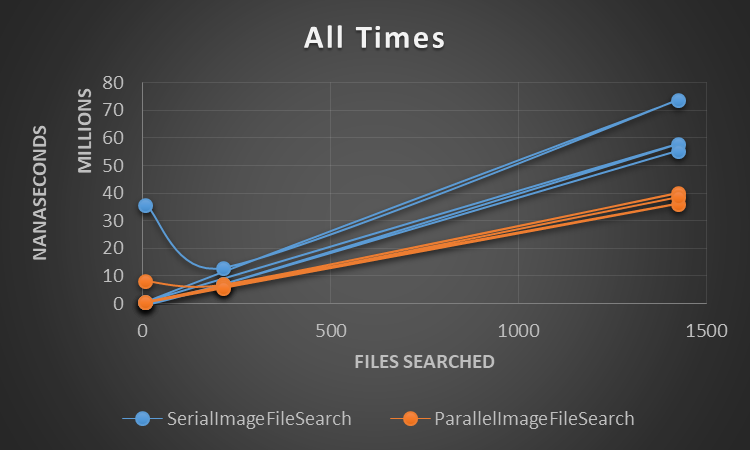 All Times
80
70
60
50
40
30
20
10
0
NANASECONDS
MILLIONS
0 500 1000 1500
FILES SEARCHED
SerialImageFileSearch ParallelImageFileSearch